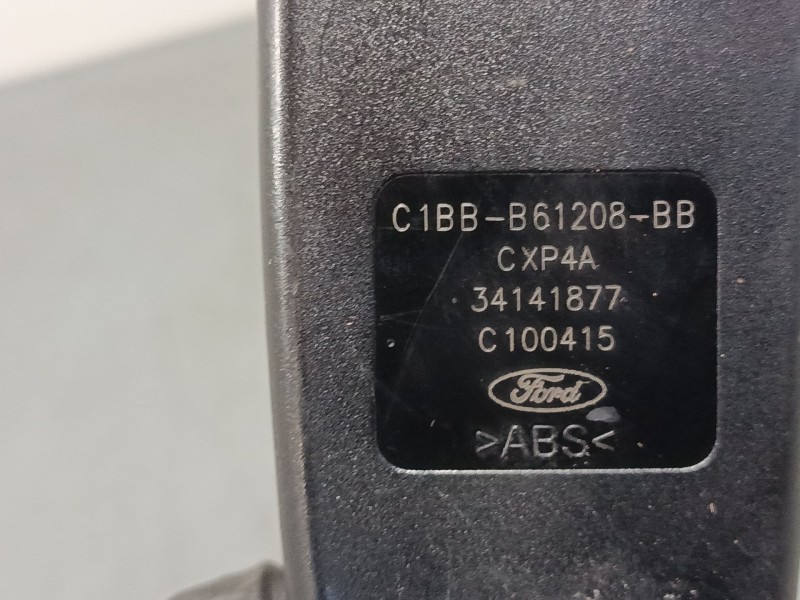 C1BB-B61208-BB
CXP4A
34141877
C100415
Ford
>ABS<